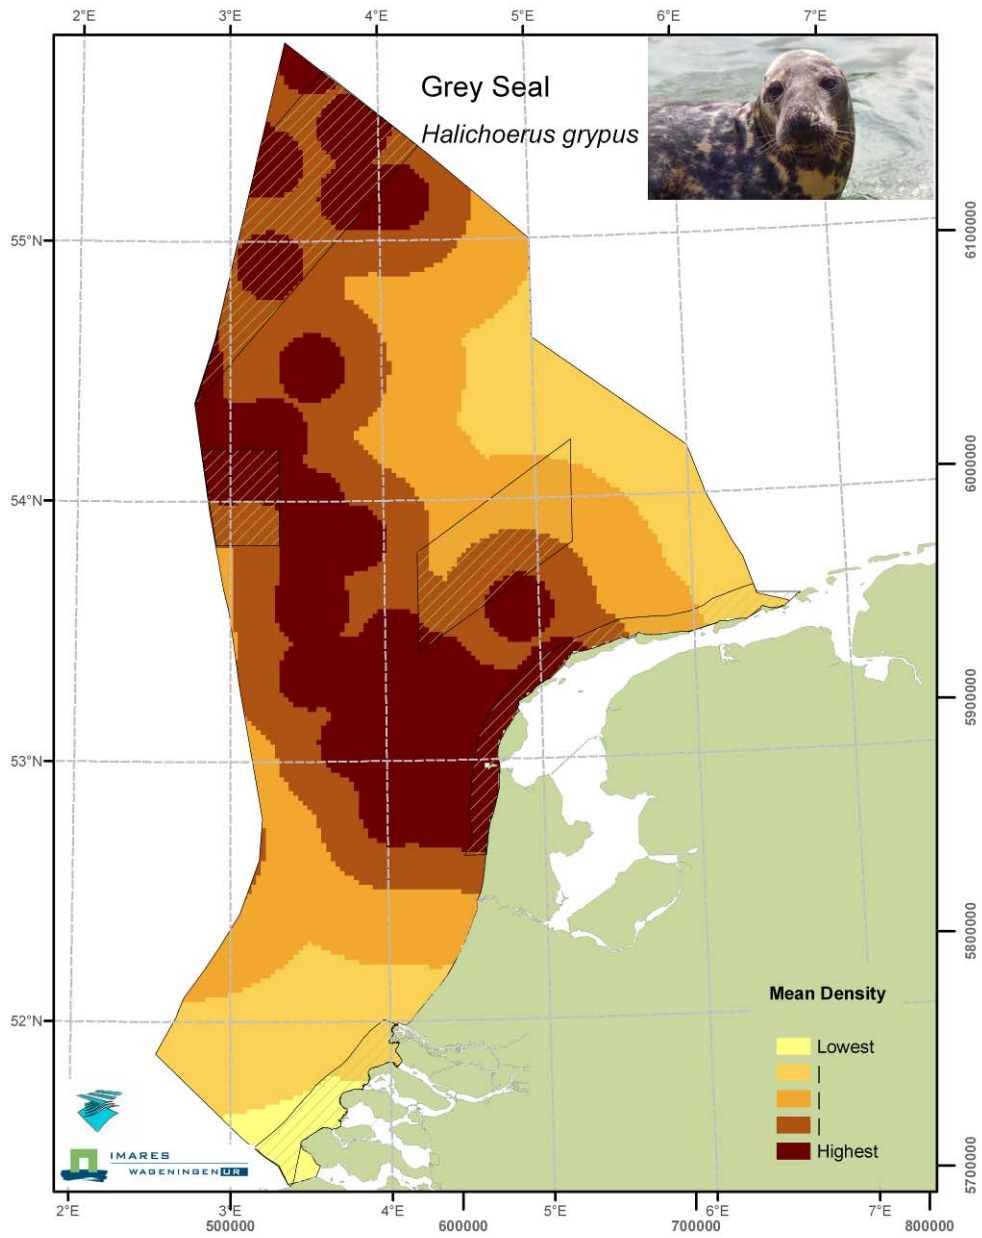 2°E 3°E 4°E 5°E 6°E 7°E
Grey Seal
Halichoerus grypus
55°N
54°N
53°N
52°N
6100000
6000000
5900000
5800000
5700000
Mean Density
Lowest
|
|
|
Highest
IMARES
WAGENINGEN UR
2°E 3°E 4°E 5°E 6°E 7°E
500000 600000 700000 800000